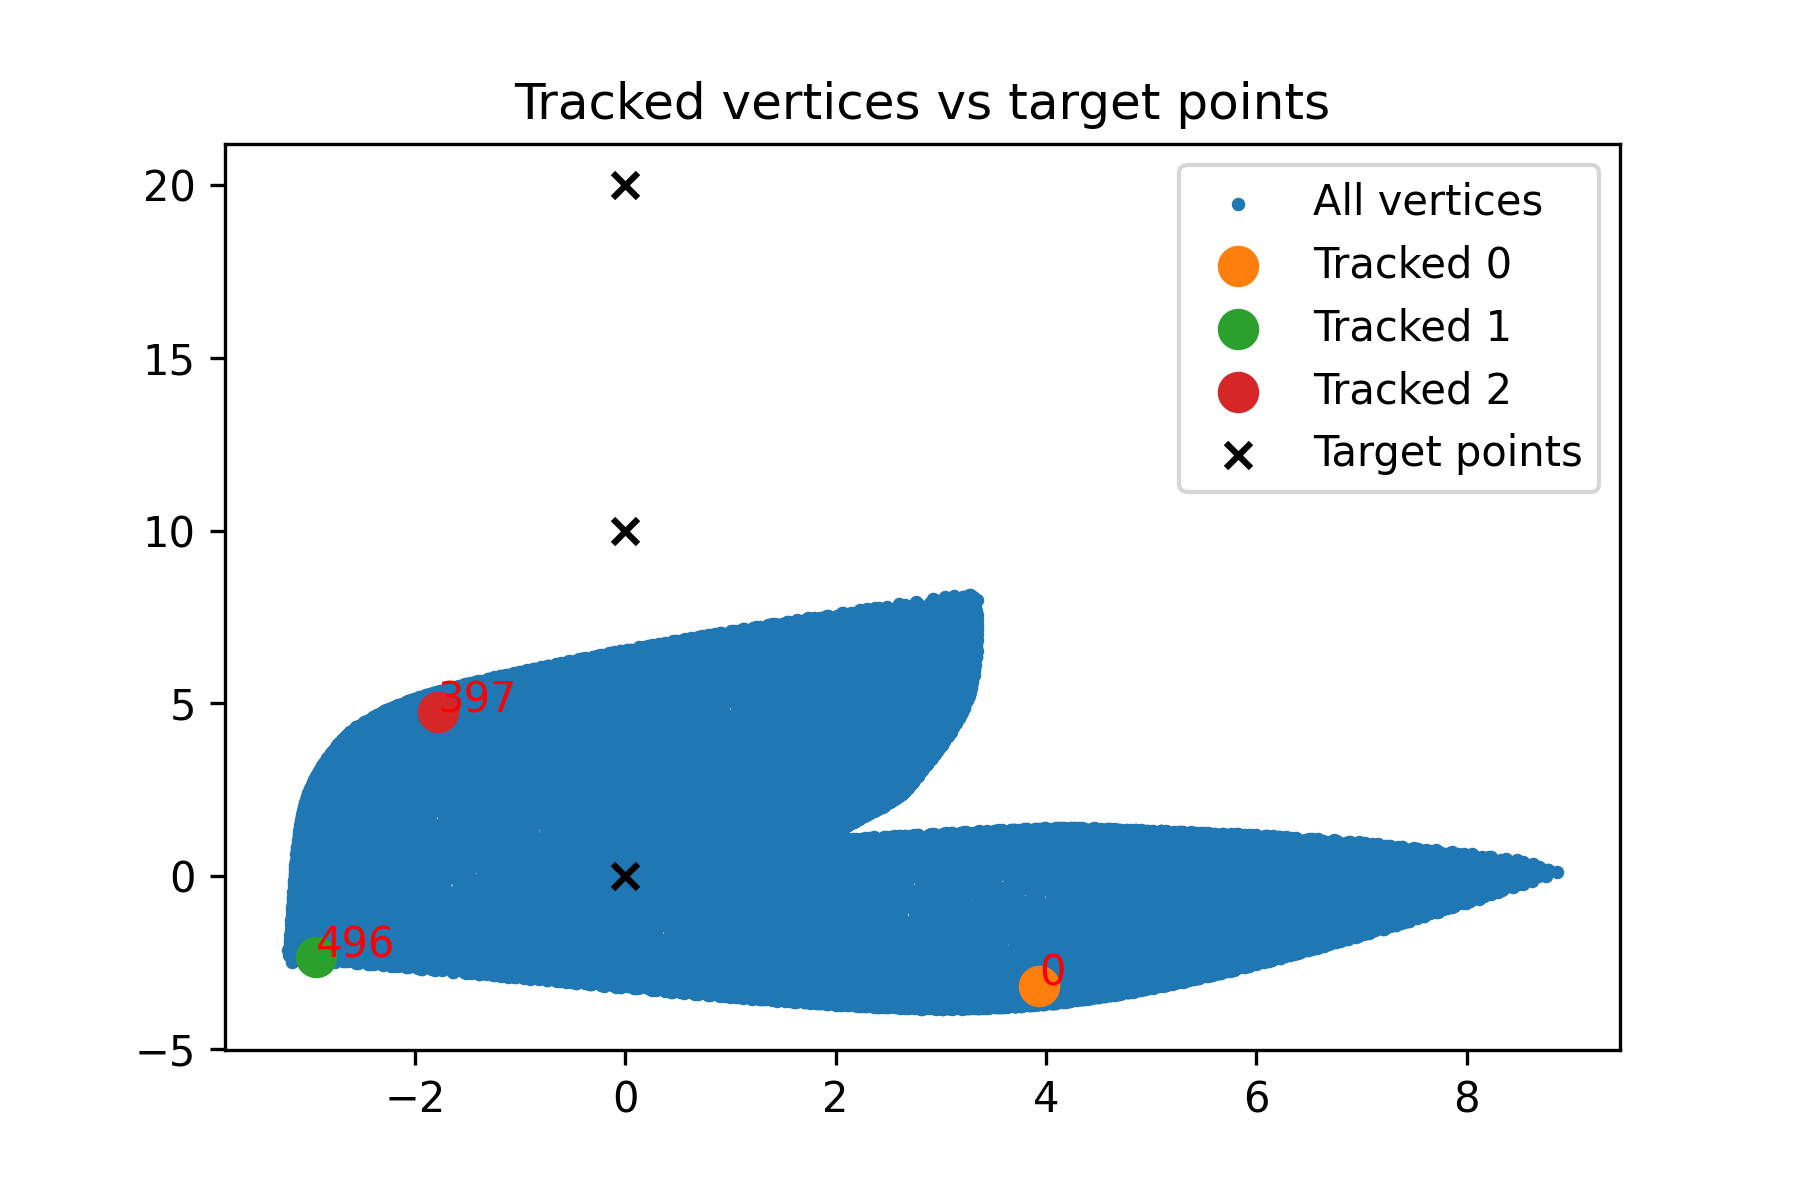 Tracked vertices vs target points
20
15
10
5
0
−5
−2
0
2
4
6
8
All vertices
Tracked 0
Tracked 1
Tracked 2
Target points
397
496
0